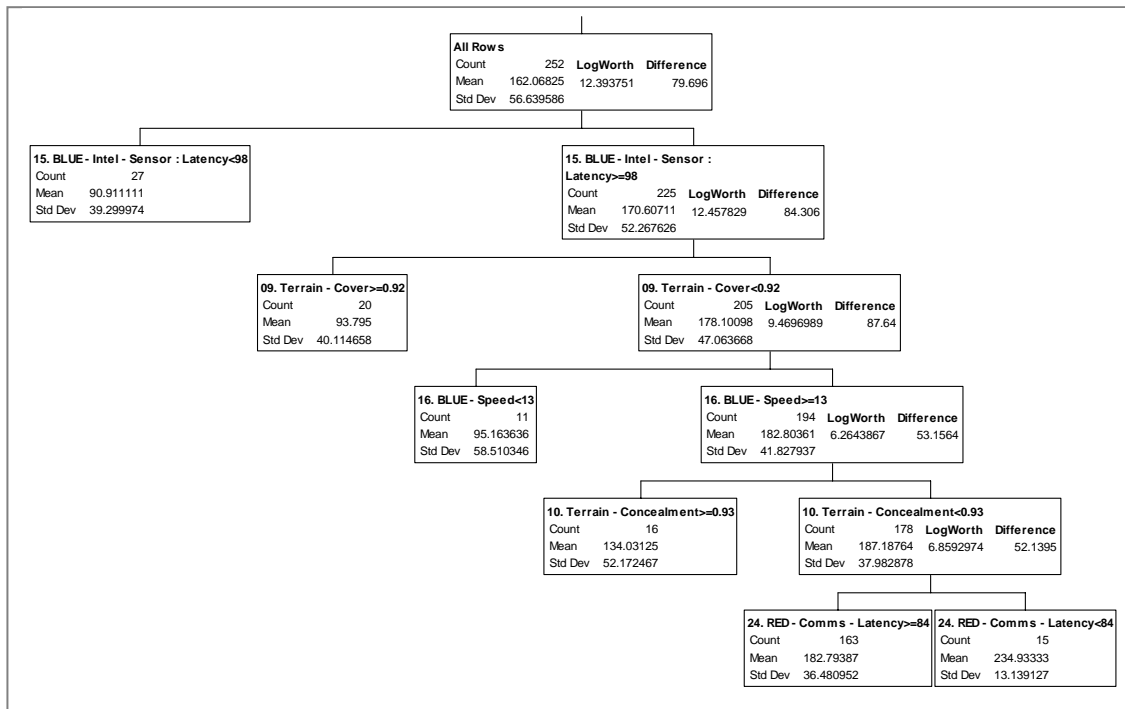 All Rows
Count 252 LogWorth Difference
Mean 162.06825 12.393751 79.696
Std Dev 56.639586
15. BLUE - Intel - Sensor : Latency<98
Count 27
Mean 90.911111
Std Dev 39.299974
15. BLUE - Intel - Sensor :
Latency>=98
Count 225 LogWorth Difference
Mean 170.60711 12.457829 84.306
Std Dev 52.267626
09. Terrain - Cover>=0.92
Count 20
Mean 93.795
Std Dev 40.114658
09. Terrain - Cover<0.92
Count 205 LogWorth Difference
Mean 178.10098 9.4696989 87.64
Std Dev 47.063668
16. BLUE - Speed<13
Count 11
Mean 95.163636
Std Dev 58.510346
16. BLUE - Speed>=13
Count 194 LogWorth Difference
Mean 182.80361 6.2643867 53.1564
Std Dev 41.827937
10. Terrain - Concealment>=0.93
Count 16
Mean 134.03125
Std Dev 52.172467
10. Terrain - Concealment<0.93
Count 178 LogWorth Difference
Mean 187.18764 6.8592974 52.1395
Std Dev 37.982878
24. RED - Comms - Latency>=84
Count 163
Mean 182.79387
Std Dev 36.480952
24. RED - Comms - Latency<84
Count 15
Mean 234.93333
Std Dev 13.139127